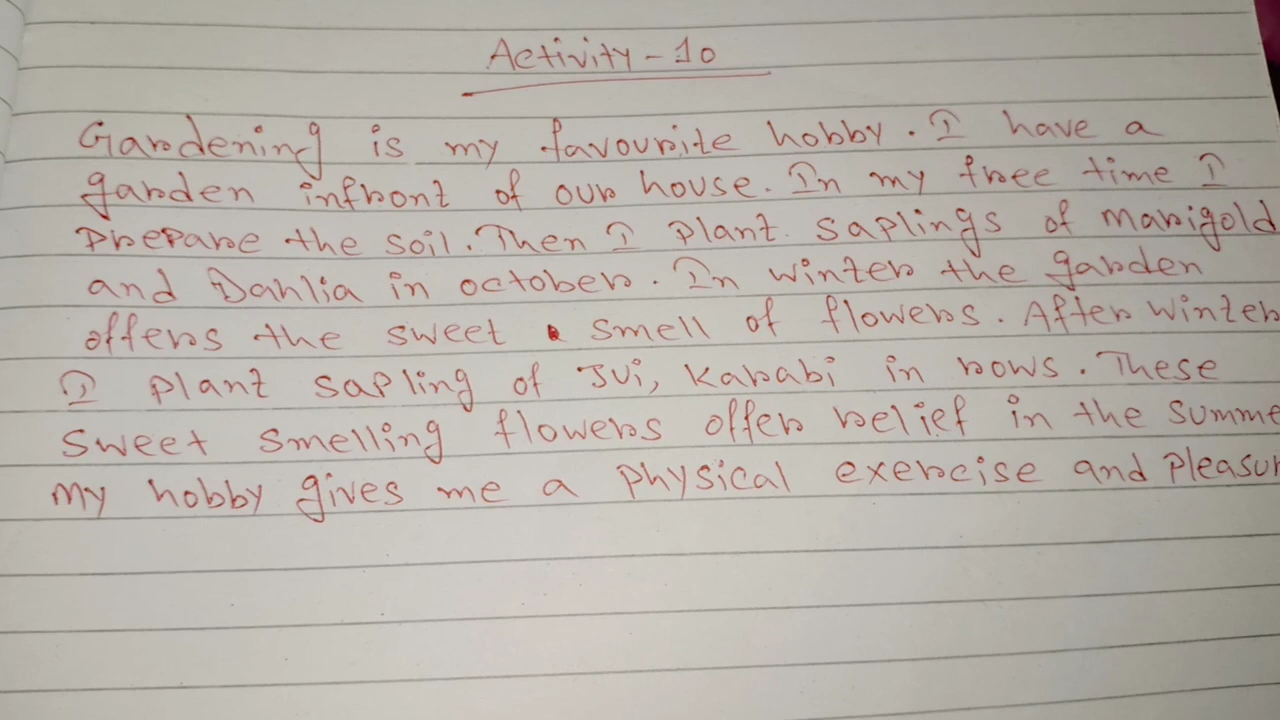 Activity - 10
Gardening is my favourite hobby. I have a
garden infront of our house. In my free time I
Prepare the soil. Then I plant. saplings of marigold
and Dahlia in october. In winter the garden
offers the sweet smell of flowers. After winter
I plant sapling of Jui, Karabi in rows. These
sweet smelling flowers offer relief in the summe
my hobby gives me a physical exercise and pleasur